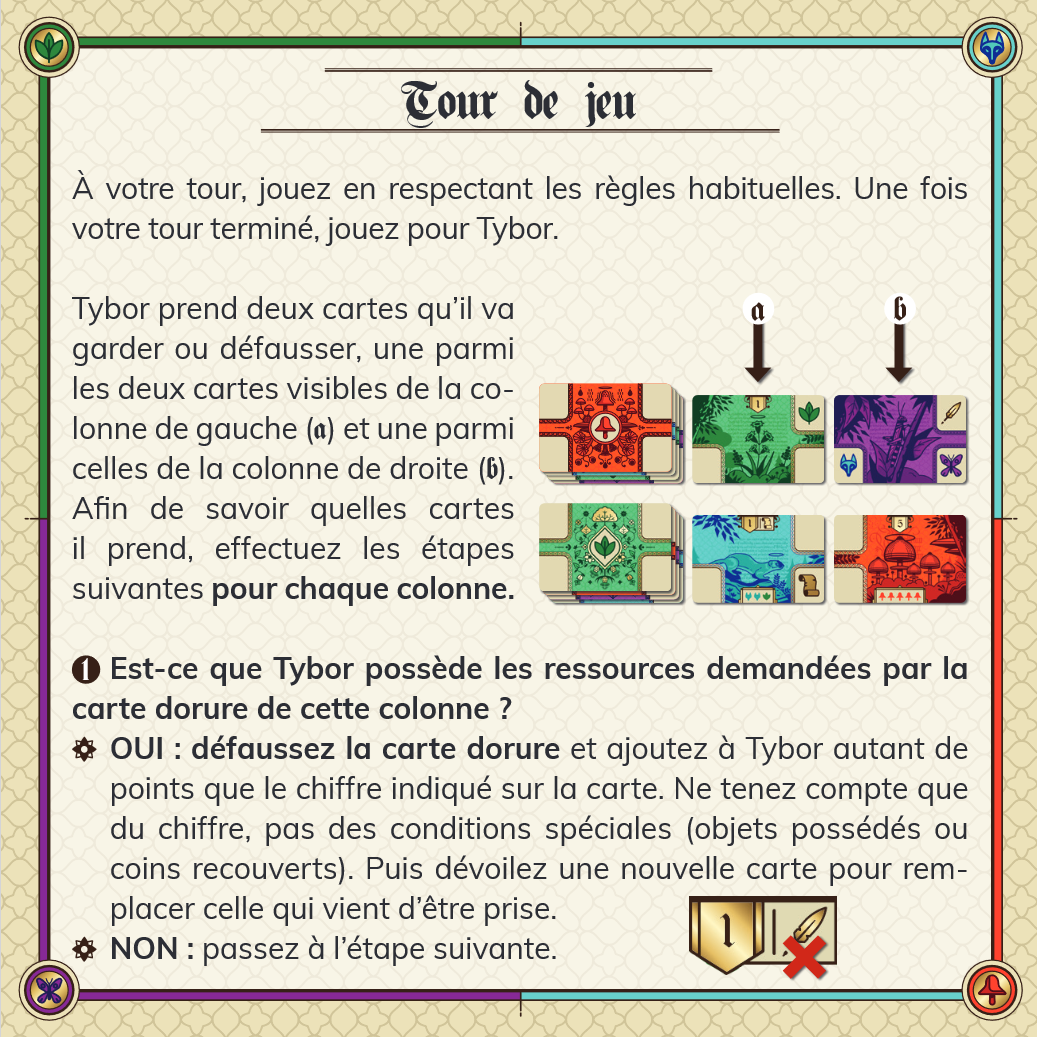 Tour de jeu
À votre tour, jouez en respectant les règles habituelles. Une fois
votre tour terminé, jouez pour Tybor.
Tybor prend deux cartes qu’il va
garder ou défausser, une parmi
les deux cartes visibles de la co-
lonne de gauche (a) et une parmi
celles de la colonne de droite (b).
Afin de savoir quelles cartes
il prend, effectuez les étapes
suivantes pour chaque colonne.
a
b
1
1
5
1 Est-ce que Tybor possède les ressources demandées par la
carte dorure de cette colonne ?
OUI : défaussez la carte dorure et ajoutez à Tybor autant de
points que le chiffre indiqué sur la carte. Ne tenez compte que
du chiffre, pas des conditions spéciales (objets possédés ou
coins recouverts). Puis dévoilez une nouvelle carte pour rem-
placer celle qui vient d’être prise.
NON : passez à l’étape suivante.
1